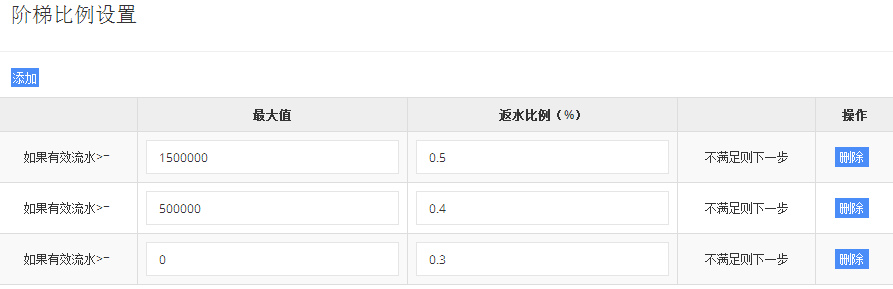 阶梯比例设置
添加
最大值 返水比例（%） 操作
如果有效流水>= 1500000 0.5 不满足则下一步 删除
如果有效流水>= 500000 0.4 不满足则下一步 删除
如果有效流水>= 0 0.3 不满足则下一步 删除